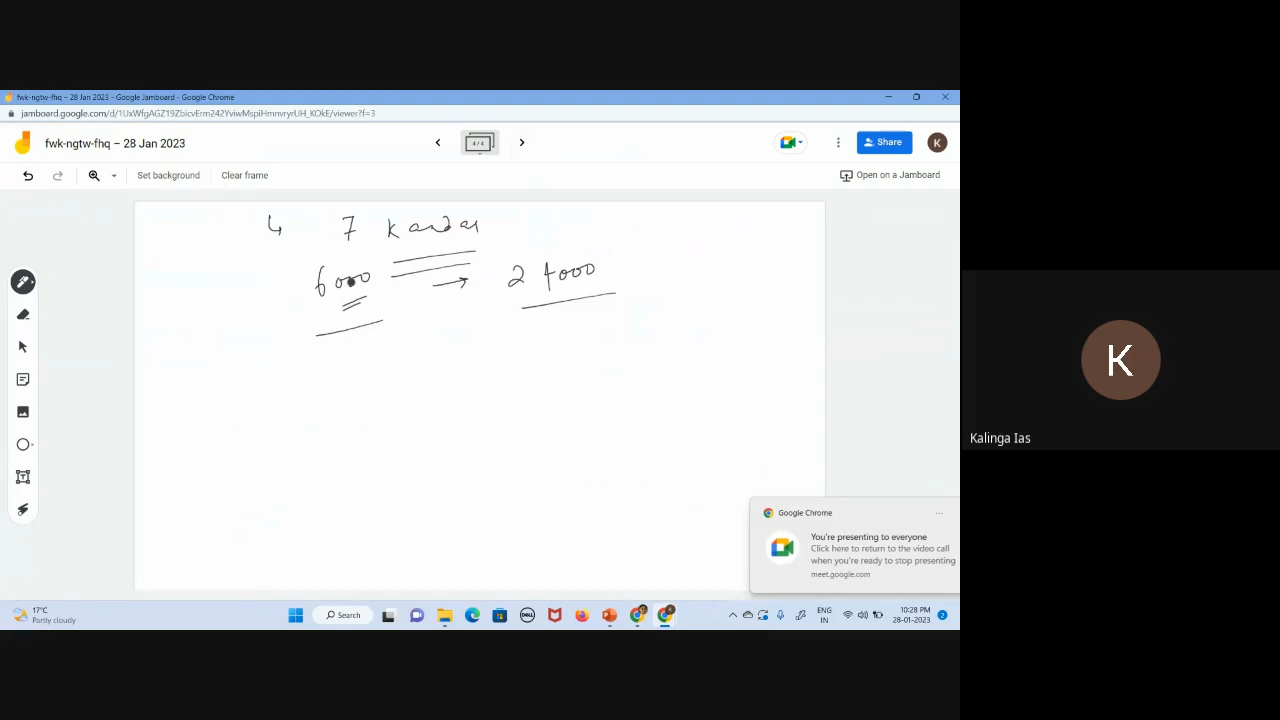 fwk-ngtw-fhq – 28 Jan 2023 - Google Jamboard - Google Chrome
jamboard.google.com/d/1UxWfgAGZ19ZbicvErm242YviwMspiHmnvryrUH_KOkE/viewer?f=3
fwk-ngtw-fhq – 28 Jan 2023
4/4
Share
K
Set background
Clear frame
Open on a Jamboard
7 kandas
6000 → 24000
K
Kalinga Ias
Google Chrome
You're presenting to everyone
Click here to return to the video call
when you're ready to stop presenting
meet.google.com
17°C
Partly cloudy
Search
DELL
ENG
IN
10:28 PM
28-01-2023
2